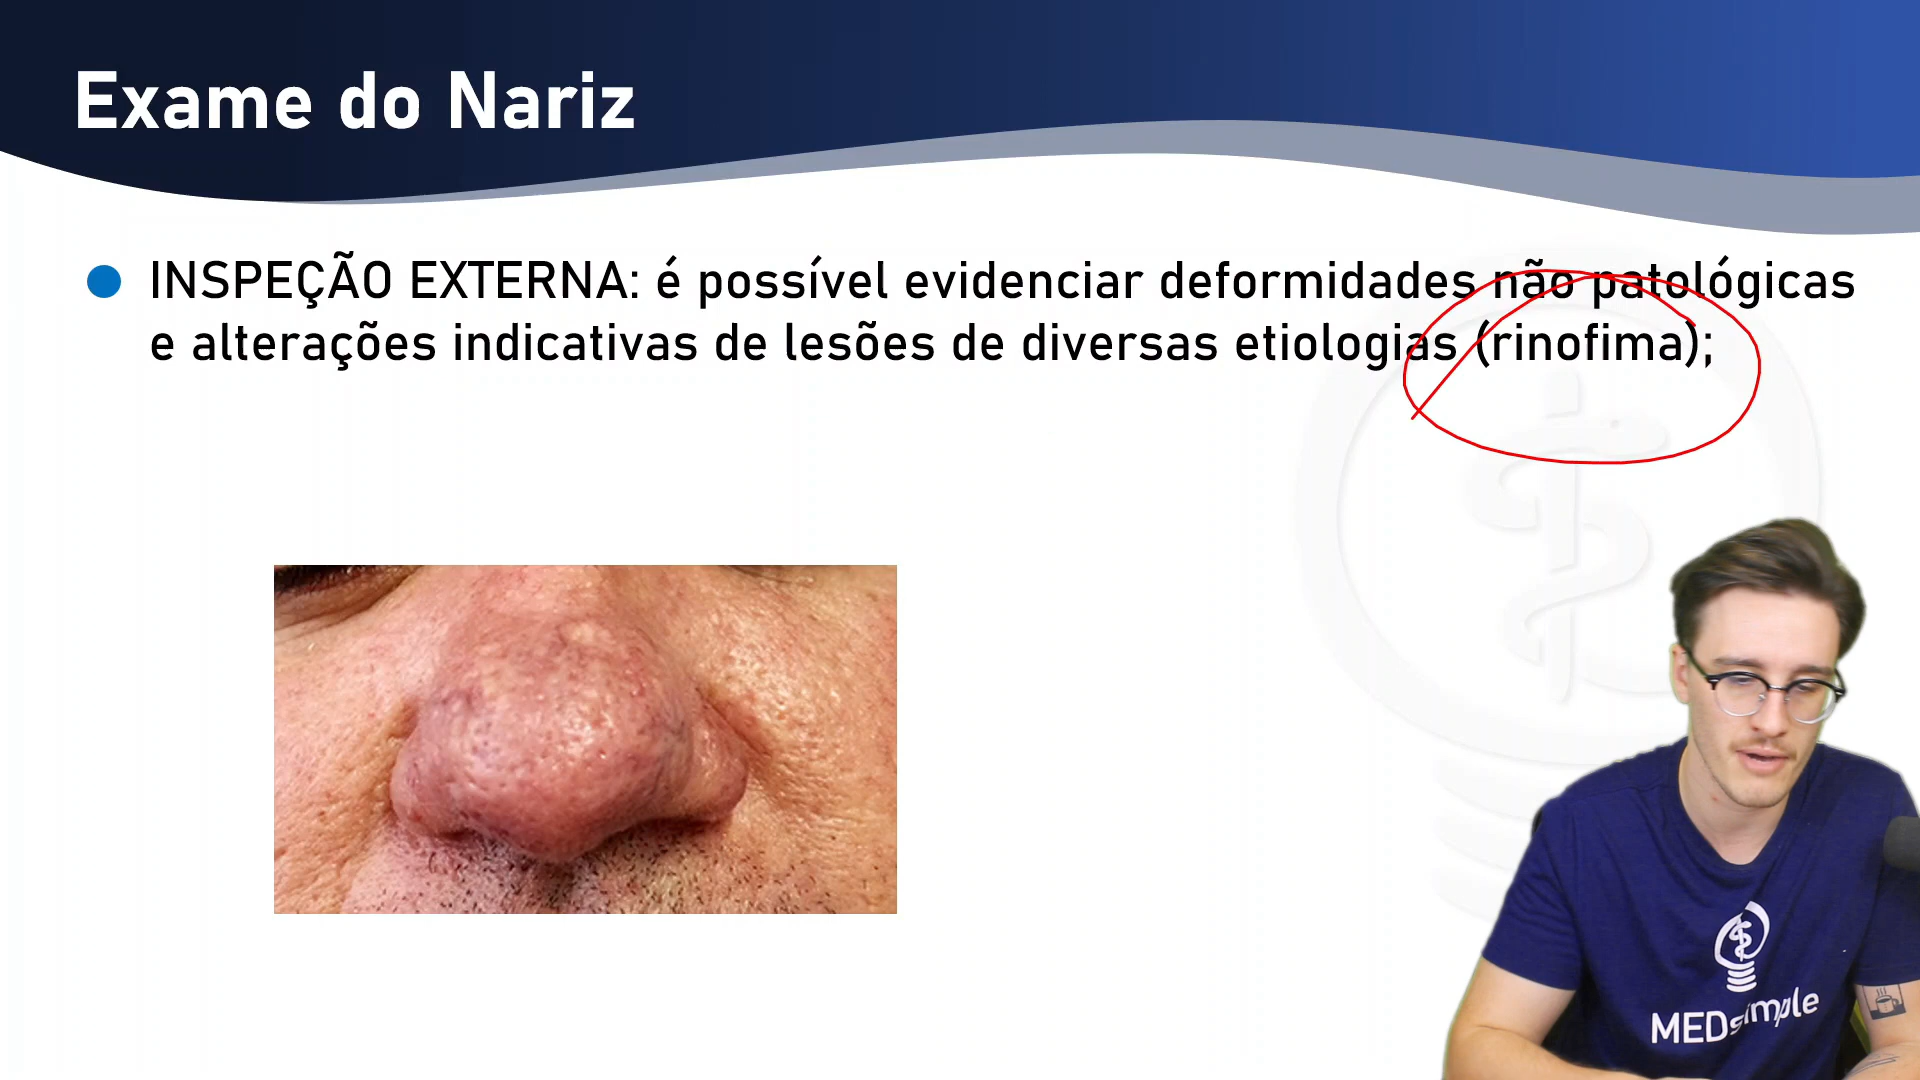 Exame do Nariz
INSPEÇÃO EXTERNA: é possível evidenciar deformidades não patológicas
e alterações indicativas de lesões de diversas etiologias (rinofima);
MEDsimple